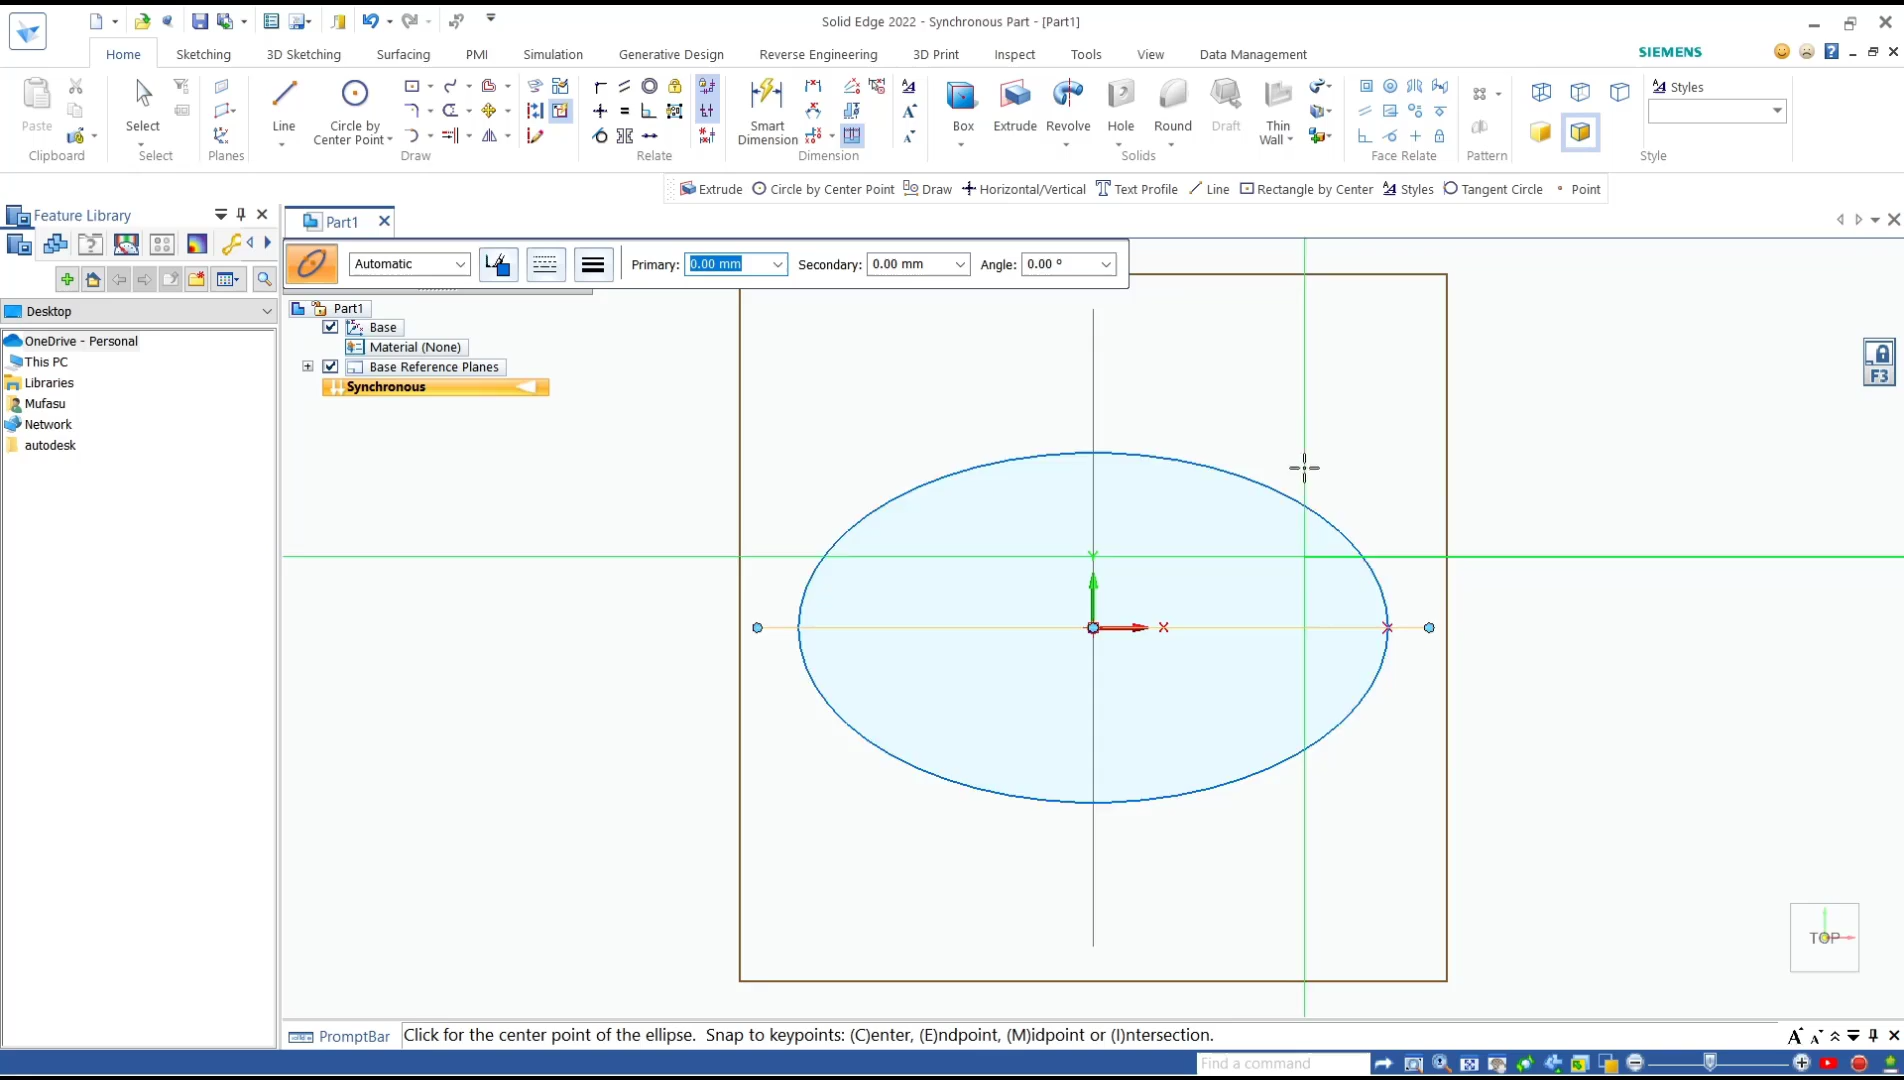 Solid Edge 2022 - Synchronous Part - [Part1]
Home Sketching 3D Sketching Surfacing PMI Simulation Generative Design Reverse Engineering 3D Print Inspect Tools View Data Management SIEMENS
Paste Select Line Circle by Center Point Smart Dimension Box Extrude Revolve Hole Round Draft Thin Wall Styles
Clipboard Select Planes Draw Relate Dimension Solids Face Relate Pattern Style
Extrude Circle by Center Point Draw Horizontal/Vertical Text Profile Line Rectangle by Center Styles Tangent Circle Point
Feature Library Part1
Automatic Primary: 0.00 mm Secondary: 0.00 mm Angle: 0.00 °
Desktop
OneDrive - Personal
This PC
Libraries
Mufasu
Network
autodesk
Part1
Base
Material (None)
Base Reference Planes
Synchronous
F3
Y
X
TOP
PromptBar Click for the center point of the ellipse. Snap to keypoints: (C)enter, (E)ndpoint, (M)idpoint or (I)ntersection.
Find a command